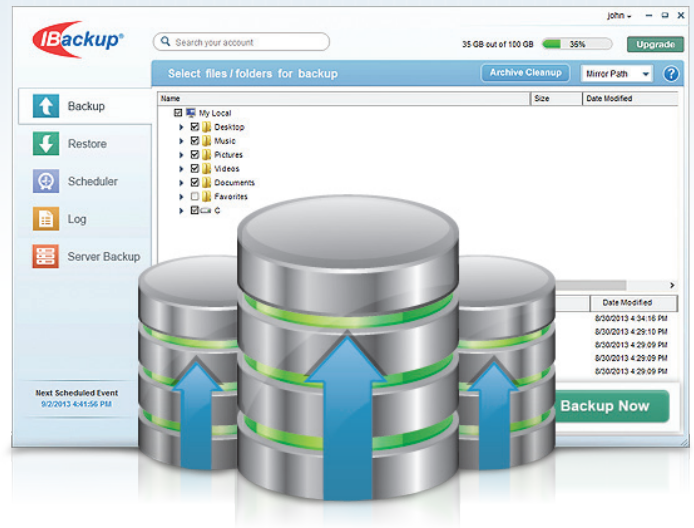 john
IBackup®
Search your account
35 GB out of 100 GB
36%
Upgrade
Select files / folders for backup
Archive Cleanup
Mirror Path
?
Name
Size
Date Modified
Backup
Restore
Scheduler
Log
Server Backup
My Local
Desktop
Music
Pictures
Videos
Documents
Favorites
C
Date Modified
8/30/2013 4:34:16 PM
8/30/2013 4:29:10 PM
8/30/2013 4:29:09 PM
8/30/2013 4:29:09 PM
8/30/2013 4:29:09 PM
Next Scheduled Event
9/2/2013 4:41:56 PM
Backup Now